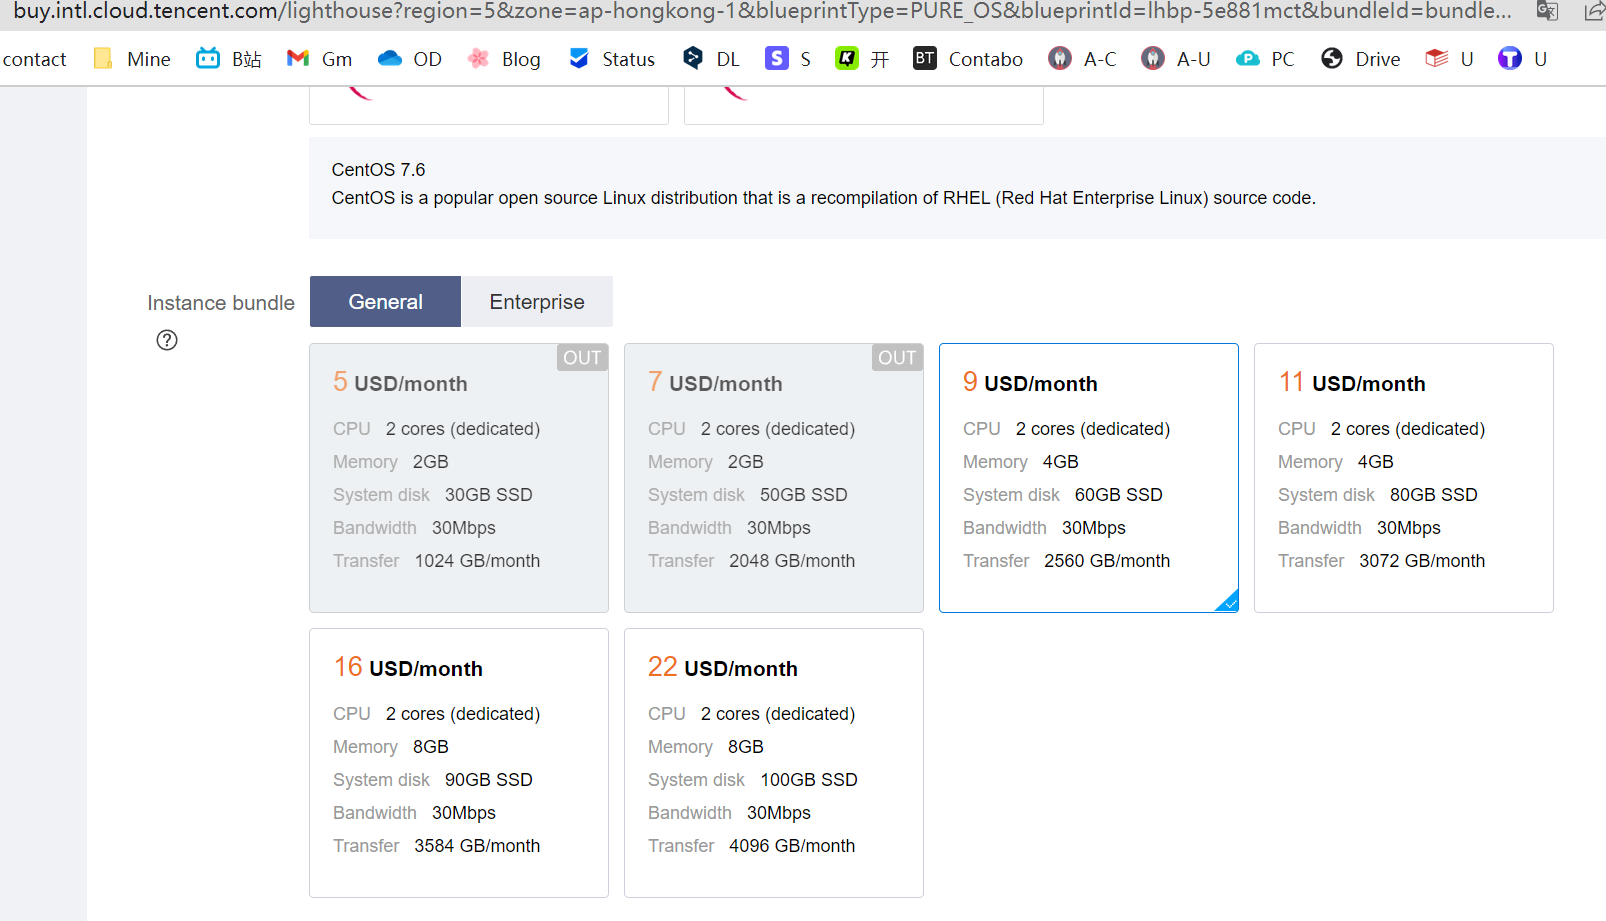 buy.intl.cloud.tencent.com/lighthouse?region=5&zone=ap-hongkong-1&blueprintType=PURE_OS&blueprintId=lhbp-5e881mct&bundleId=bundle...
contact Mine B站 Gm OD Blog Status DL S 开 BT Contabo A-C A-U PC Drive U U
CentOS 7.6
CentOS is a popular open source Linux distribution that is a recompilation of RHEL (Red Hat Enterprise Linux) source code.
Instance bundle
General Enterprise
OUT
5 USD/month
CPU 2 cores (dedicated)
Memory 2GB
System disk 30GB SSD
Bandwidth 30Mbps
Transfer 1024 GB/month
OUT
7 USD/month
CPU 2 cores (dedicated)
Memory 2GB
System disk 50GB SSD
Bandwidth 30Mbps
Transfer 2048 GB/month
9 USD/month
CPU 2 cores (dedicated)
Memory 4GB
System disk 60GB SSD
Bandwidth 30Mbps
Transfer 2560 GB/month
11 USD/month
CPU 2 cores (dedicated)
Memory 4GB
System disk 80GB SSD
Bandwidth 30Mbps
Transfer 3072 GB/month
16 USD/month
CPU 2 cores (dedicated)
Memory 8GB
System disk 90GB SSD
Bandwidth 30Mbps
Transfer 3584 GB/month
22 USD/month
CPU 2 cores (dedicated)
Memory 8GB
System disk 100GB SSD
Bandwidth 30Mbps
Transfer 4096 GB/month